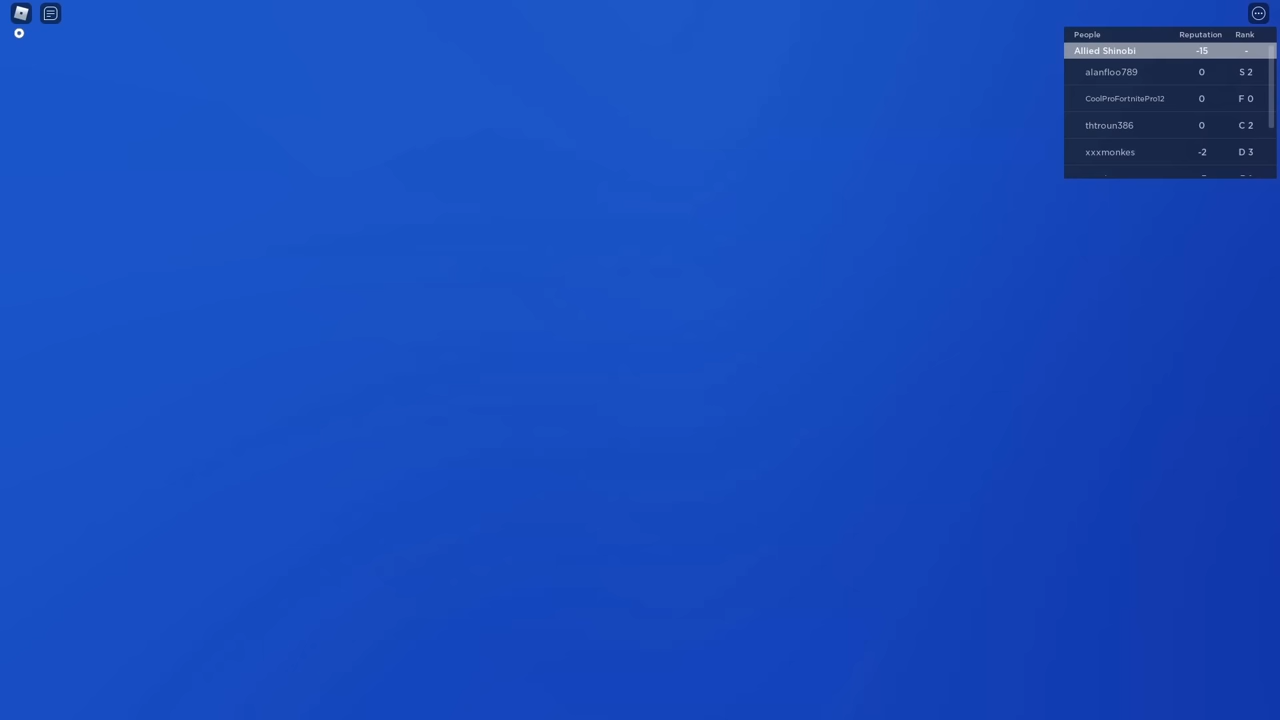 People Reputation Rank
Allied Shinobi -15 -
alanfloo789 0 S 2
CoolProFortnitePro12 0 F 0
thtroun386 0 C 2
xxxmonkes -2 D 3